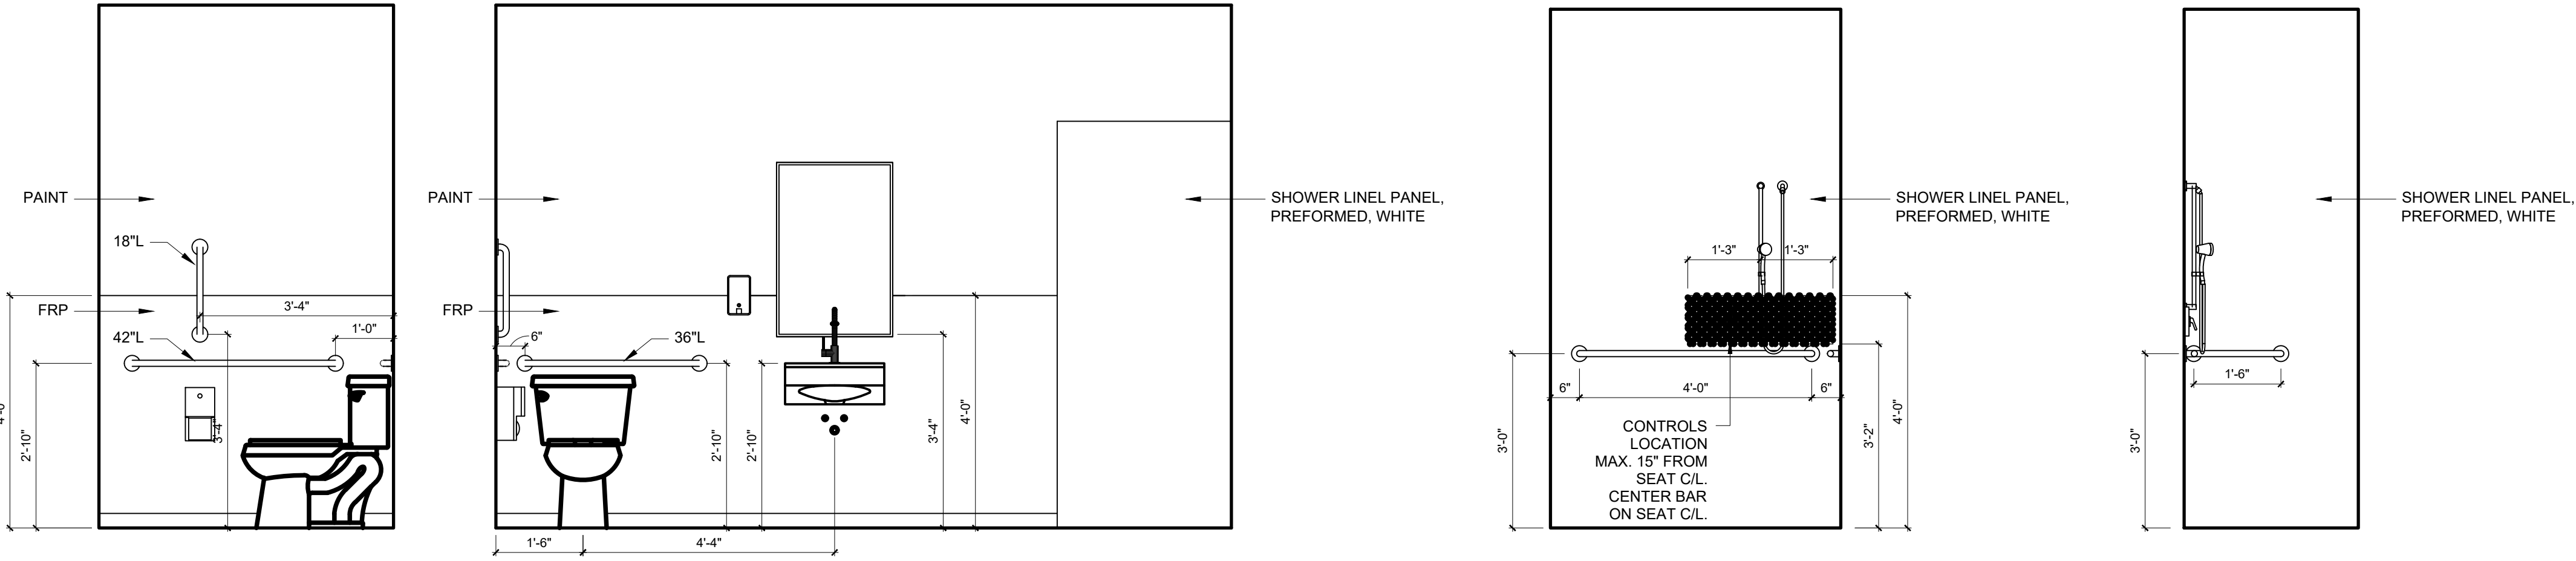 PAINT
18"L
FRP
3'-4"
1'-0"
42"L
2'-10"
3'-4"
PAINT
FRP
6"
36"L
2'-10"
2'-10"
3'-4"
4'-0"
1'-6"
4'-4"
SHOWER LINEL PANEL,
PREFORMED, WHITE
1'-3"
1'-3"
SHOWER LINEL PANEL,
PREFORMED, WHITE
6"
4'-0"
6"
3'-0"
3'-2"
4'-0"
CONTROLS
LOCATION
MAX. 15" FROM
SEAT C/L.
CENTER BAR
ON SEAT C/L.
SHOWER LINEL PANEL,
PREFORMED, WHITE
1'-6"
3'-0"